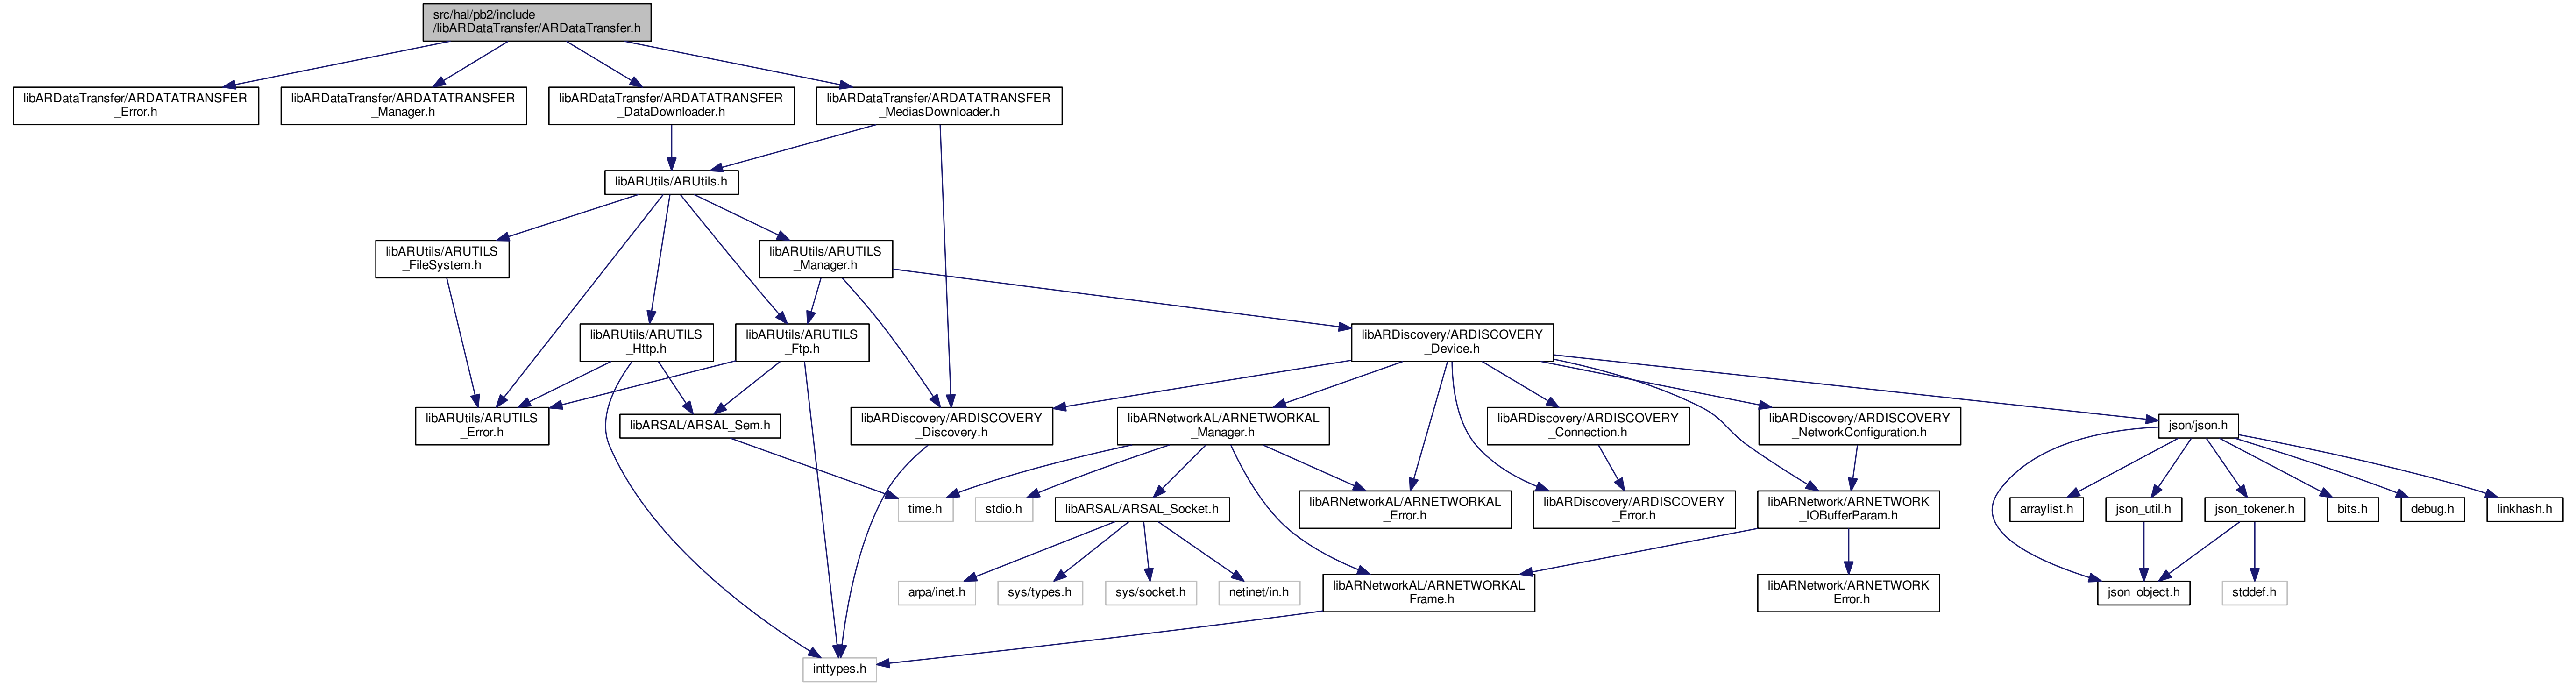 src/hal/pb2/include
/libARDataTransfer/ARDataTransfer.h
libARDataTransfer/ARDATATRANSFER
_Error.h
libARDataTransfer/ARDATATRANSFER
_Manager.h
libARDataTransfer/ARDATATRANSFER
_DataDownloader.h
libARDataTransfer/ARDATATRANSFER
_MediasDownloader.h
libARUtils/ARUtils.h
libARUtils/ARUTILS
_FileSystem.h
libARUtils/ARUTILS
_Manager.h
libARUtils/ARUTILS
_Http.h
libARUtils/ARUTILS
_Ftp.h
libARDiscovery/ARDISCOVERY
_Device.h
libARUtils/ARUTILS
_Error.h
libARSAL/ARSAL_Sem.h
libARDiscovery/ARDISCOVERY
_Discovery.h
libARNetworkAL/ARNETWORKAL
_Manager.h
libARDiscovery/ARDISCOVERY
_Connection.h
libARDiscovery/ARDISCOVERY
_NetworkConfiguration.h
json/json.h
time.h
stdio.h
libARSAL/ARSAL_Socket.h
libARNetworkAL/ARNETWORKAL
_Error.h
libARDiscovery/ARDISCOVERY
_Error.h
libARNetwork/ARNETWORK
_IOBufferParam.h
arraylist.h
json_util.h
json_tokener.h
bits.h
debug.h
linkhash.h
arpa/inet.h
sys/types.h
sys/socket.h
netinet/in.h
libARNetworkAL/ARNETWORKAL
_Frame.h
libARNetwork/ARNETWORK
_Error.h
json_object.h
stddef.h
inttypes.h